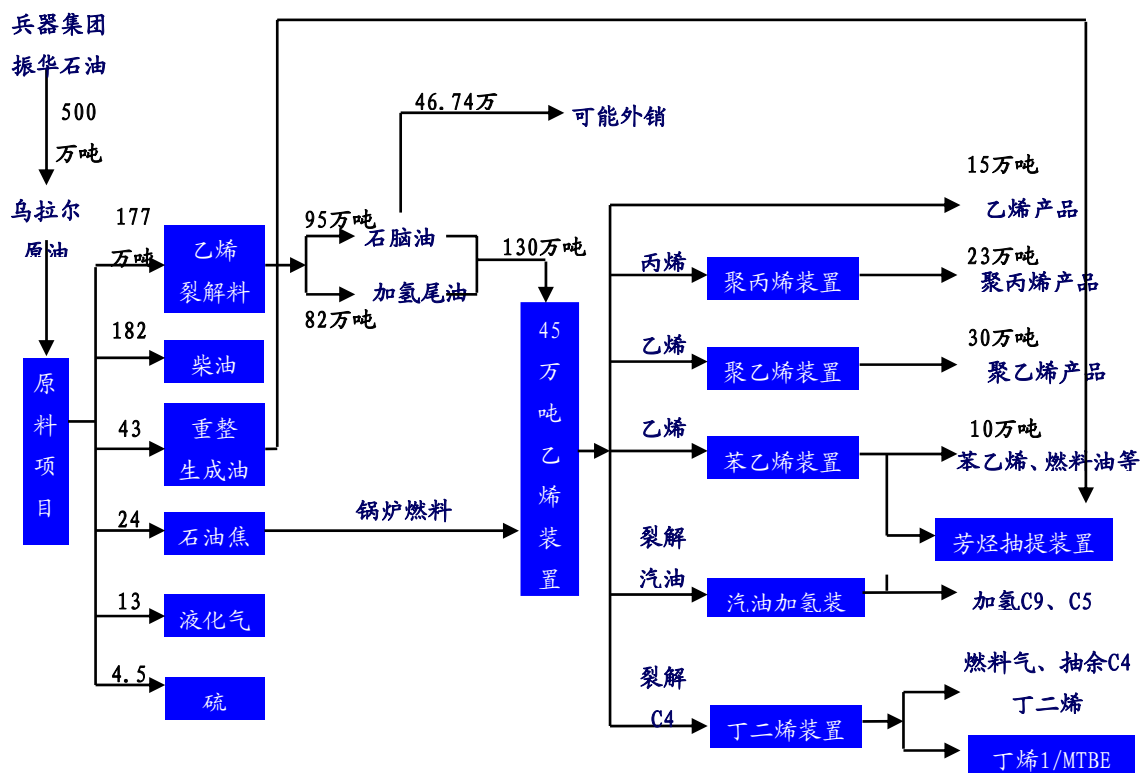 兵器集团
振华石油
500
万吨
乌拉尔
原油
原
料
项
目
177
万吨
乙烯
裂解料
182
柴油
43
重整
生成油
24
石油焦
13
液化气
4.5
硫
46.74万
可能外销
95万吨
石脑油
加氢尾油
82万吨
130万吨
锅炉燃料
45
万
吨
乙
烯
装
置
15万吨
乙烯产品
丙烯
聚丙烯装置
23万吨
聚丙烯产品
乙烯
聚乙烯装置
30万吨
聚乙烯产品
乙烯
苯乙烯装置
10万吨
苯乙烯、燃料油等
芳烃抽提装置
裂解
汽油
汽油加氢装
加氢C9、C5
裂解
C4
丁二烯装置
燃料气、抽余C4
丁二烯
丁烯1/MTBE